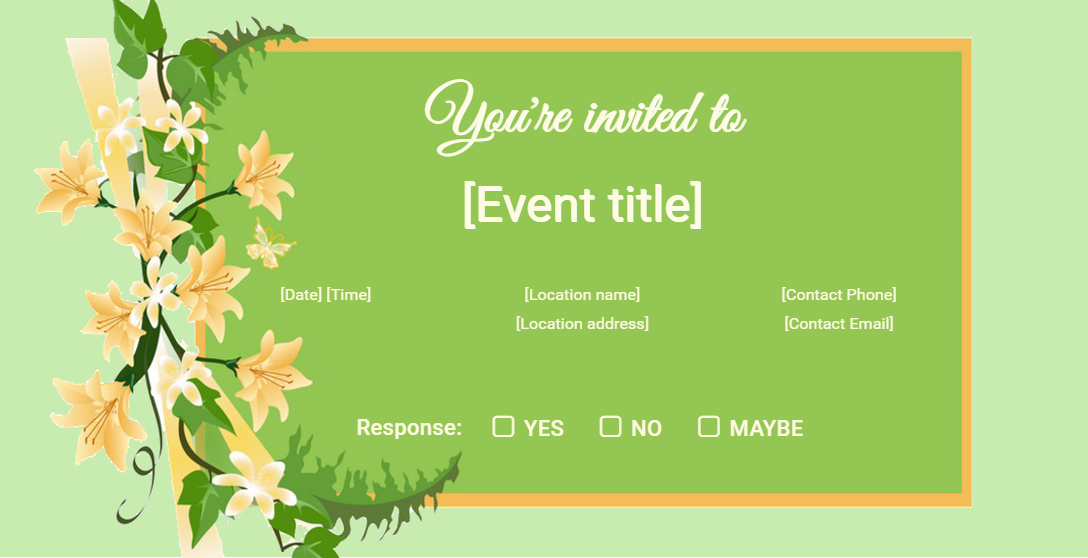 You're invited to
[Event title]
[Date] [Time]
[Location name]
[Location address]
[Contact Phone]
[Contact Email]
Response: YES NO MAYBE